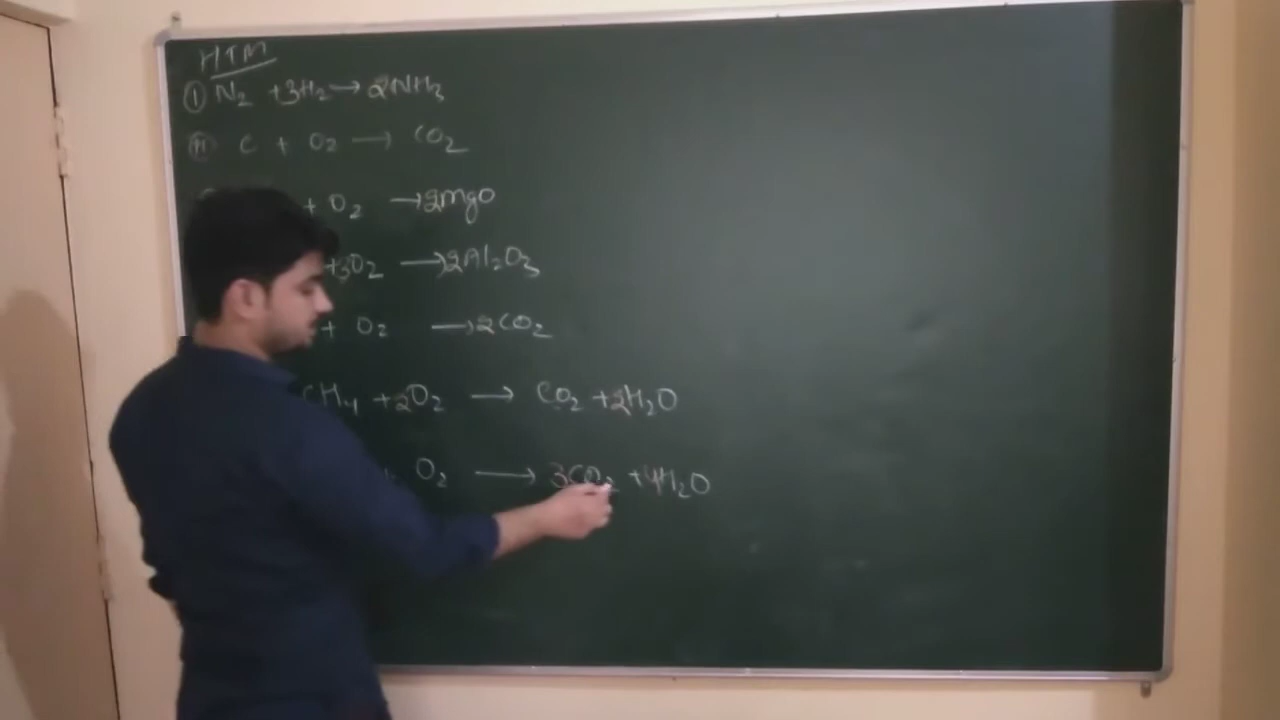 HIM
① N₂ + 3H₂ → 2NH₃
ⓘⓘ C + O₂ → CO₂
+ O₂ → 2MgO
+ 3O₂ → 2Al₂O₃
+ O₂ → 2CO₂
CH₄ + 2O₂ → CO₂ + 2H₂O
+ O₂ → 3CO₂ + 4H₂O